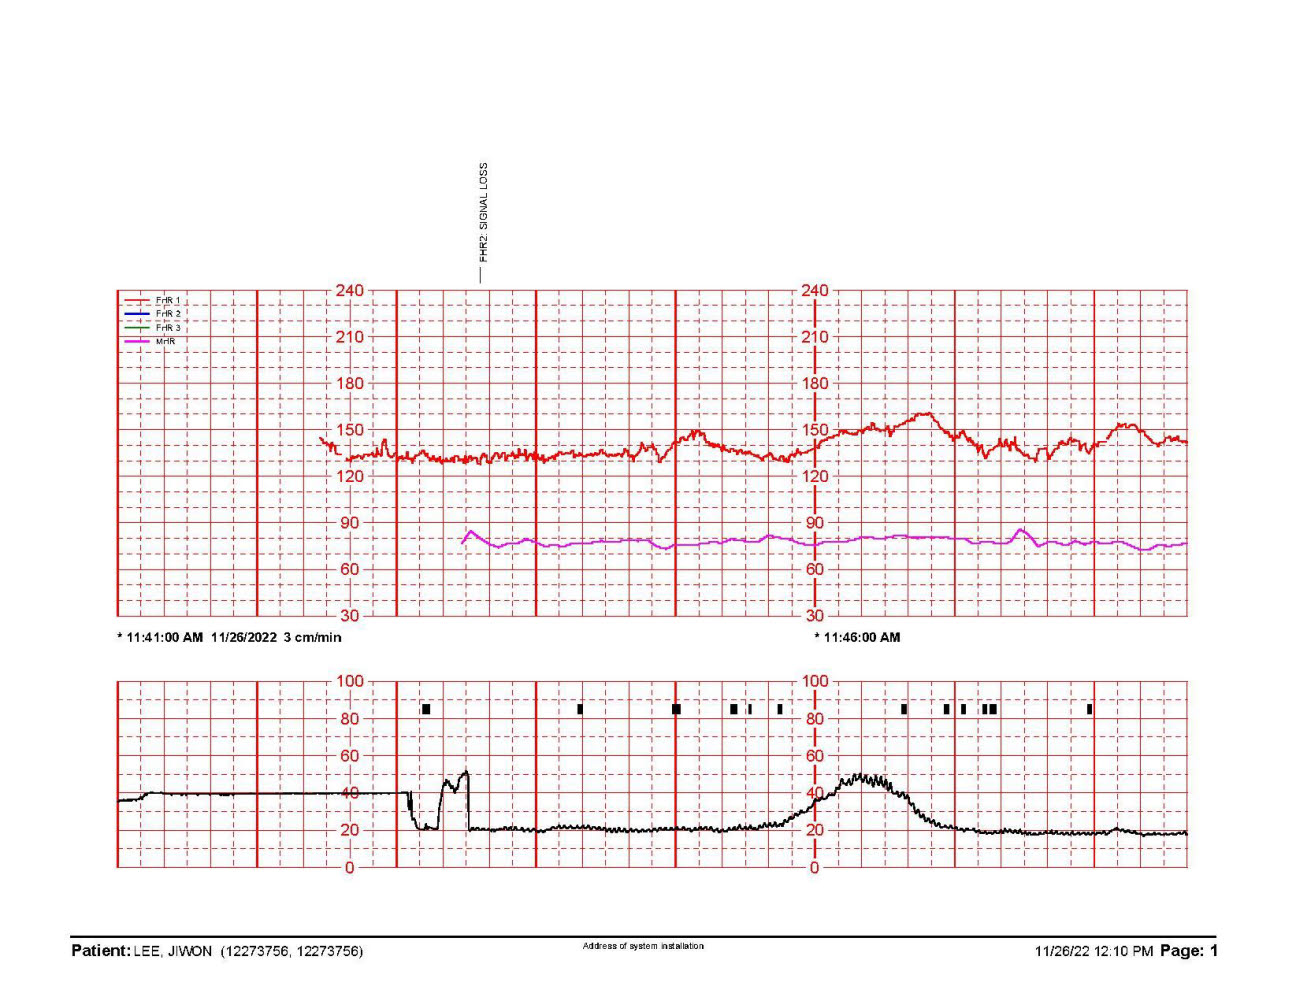 FHR2: SIGNAL LOSS
FHR 1
FHR 2
FHR 3
MHR
240 240
210 210
180 180
150 150
120 120
90 90
60 60
30 30
* 11:41:00 AM 11/26/2022 3 cm/min * 11:46:00 AM
100 100
80 80
60 60
40 40
20 20
0 0
Patient: LEE, JIWON (12273756, 12273756) Address of system installation 11/26/22 12:10 PM Page: 1